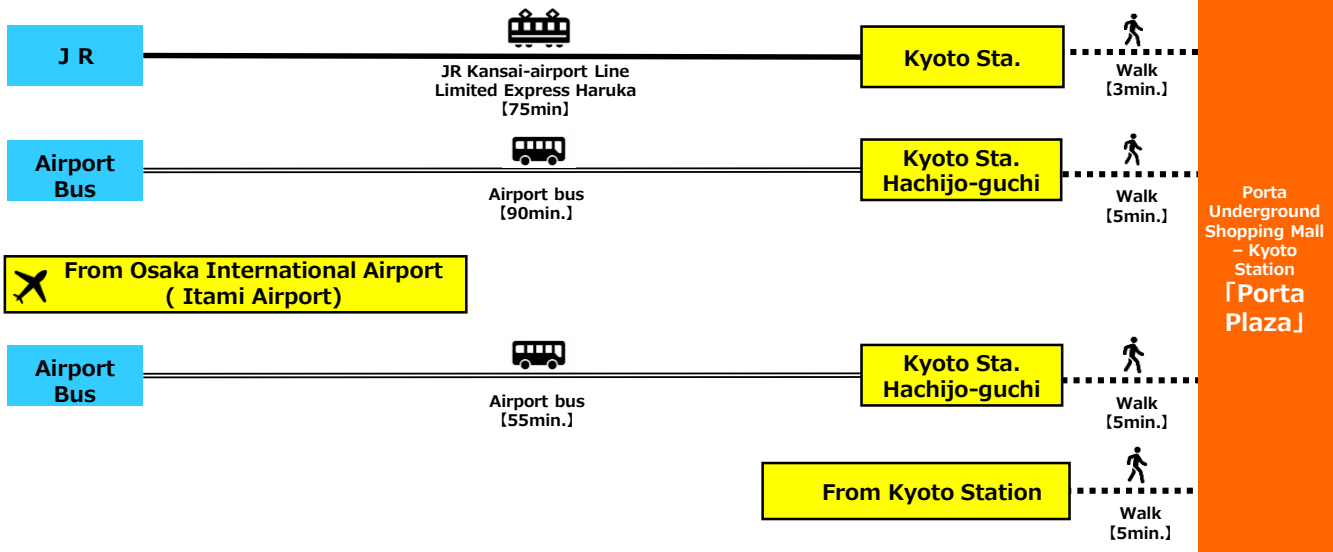 J R
JR Kansai-airport Line
Limited Express Haruka
【75min】
Kyoto Sta.
Walk
【3min.】
Airport
Bus
Airport bus
【90min.】
Kyoto Sta.
Hachijo-guchi
Walk
【5min.】
From Osaka International Airport
( Itami Airport)
Airport
Bus
Airport bus
【55min.】
Kyoto Sta.
Hachijo-guchi
Walk
【5min.】
From Kyoto Station
Walk
【5min.】
Porta
Underground
Shopping Mall
– Kyoto
Station
「Porta
Plaza」